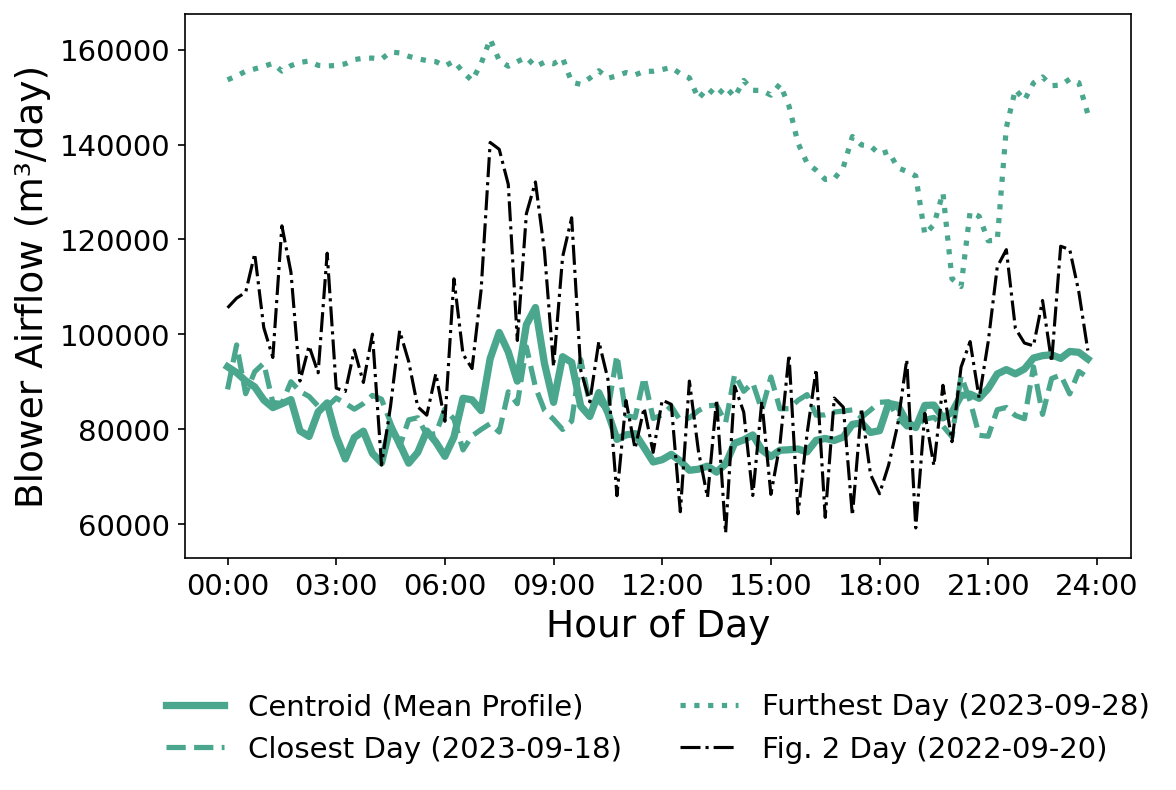 Blower Airflow (m³/day)
160000
140000
120000
100000
80000
60000
00:00 03:00 06:00 09:00 12:00 15:00 18:00 21:00 24:00
Hour of Day
Centroid (Mean Profile)
Closest Day (2023-09-18)
Furthest Day (2023-09-28)
Fig. 2 Day (2022-09-20)